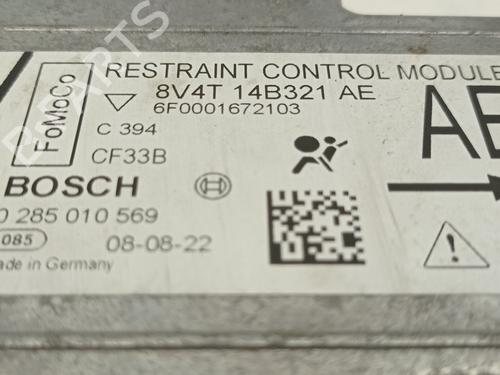 RESTRAINT CONTROL MODULE
8V4T 14B321 AE
6F0001672103
FoMoCo
C 394
CF33B
AE
BOSCH
0 285 010 569
085
08-08-22
Made in Germany